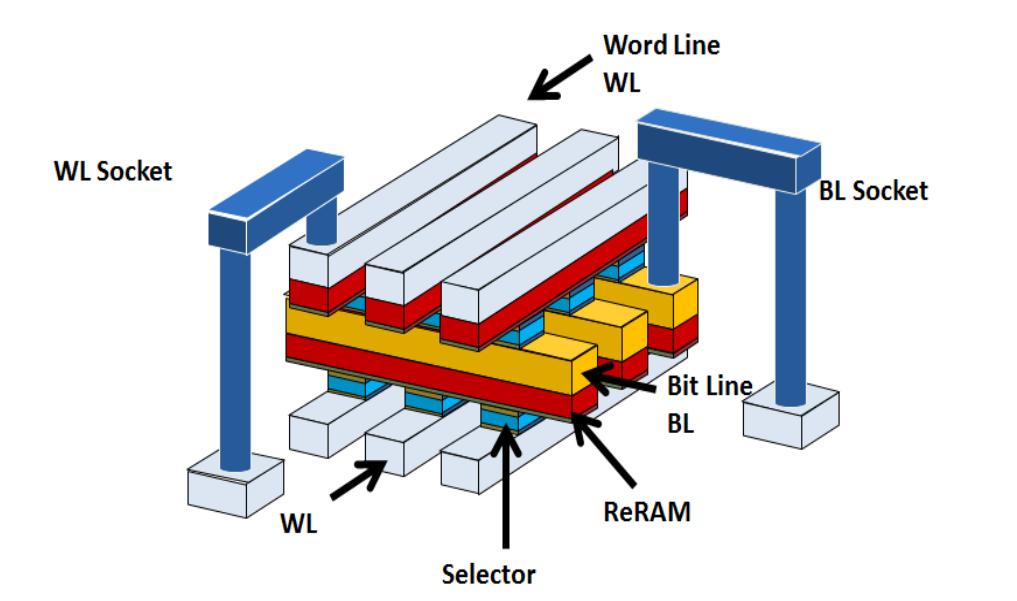 Word Line
WL
WL Socket
BL Socket
Bit Line
BL
ReRAM
WL
Selector